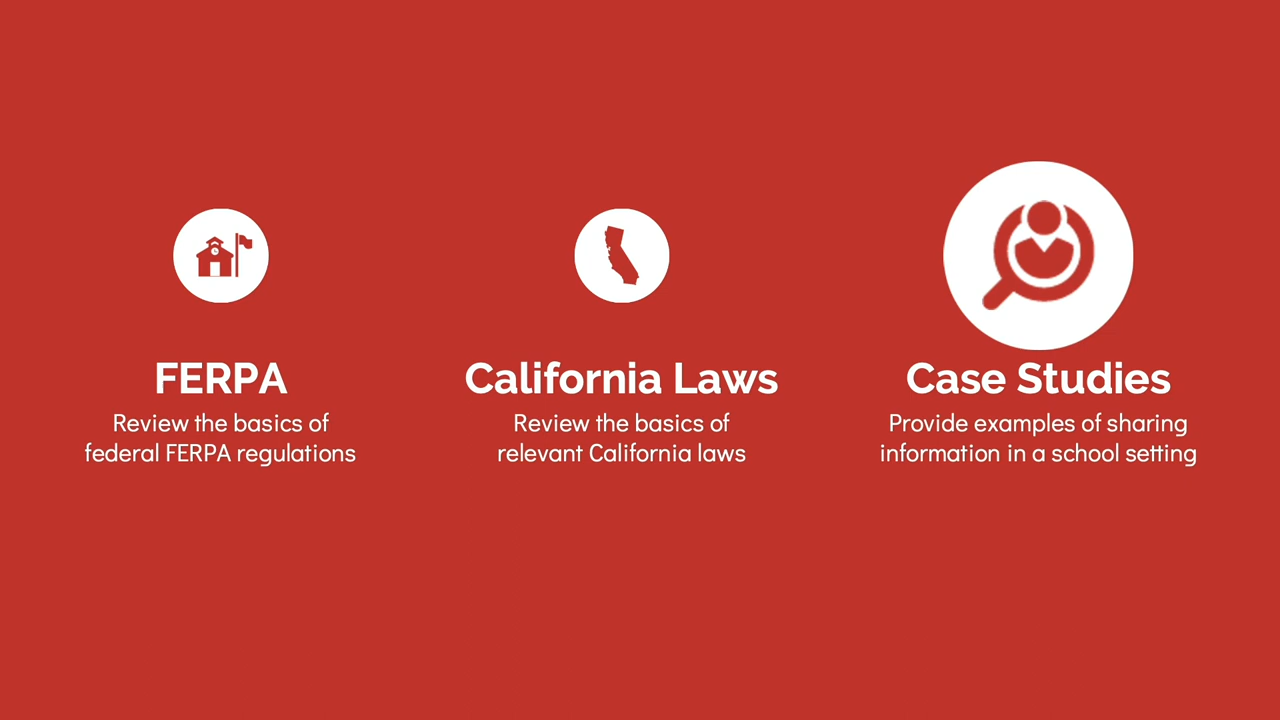 FERPA
Review the basics of
federal FERPA regulations
California Laws
Review the basics of
relevant California laws
Case Studies
Provide examples of sharing
information in a school setting